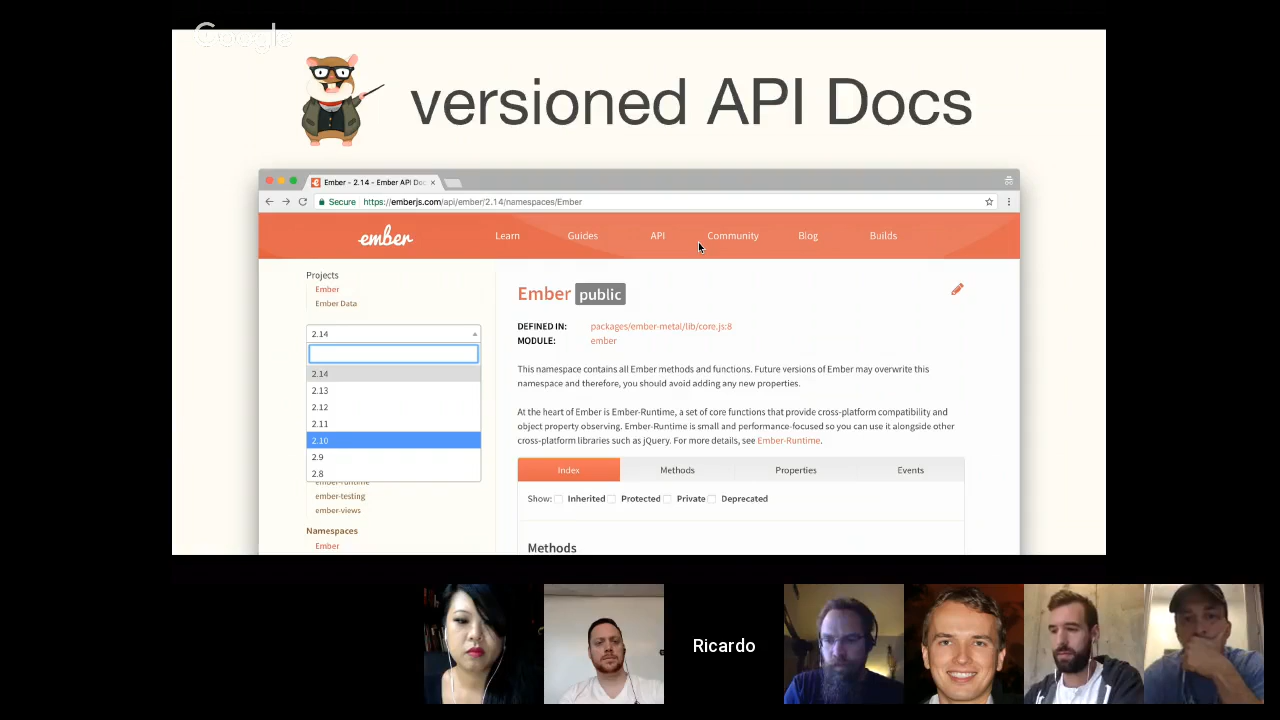 Google
versioned API Docs
Ember - 2.14 - Ember API Doc
Secure https://emberjs.com/api/ember/2.14/namespaces/Ember
ember
Learn Guides API Community Blog Builds
Projects
Ember
Ember Data
2.14
2.14
2.13
2.12
2.11
2.10
2.9
2.8
ember-runtime
ember-testing
ember-views
Namespaces
Ember
Ember public
DEFINED IN: packages/ember-metal/lib/core.js:8
MODULE: ember
This namespace contains all Ember methods and functions. Future versions of Ember may overwrite this
namespace and therefore, you should avoid adding any new properties.
At the heart of Ember is Ember-Runtime, a set of core functions that provide cross-platform compatibility and
object property observing. Ember-Runtime is small and performance-focused so you can use it alongside other
cross-platform libraries such as jQuery. For more details, see Ember-Runtime.
Index Methods Properties Events
Show: Inherited Protected Private Deprecated
Methods
Ricardo